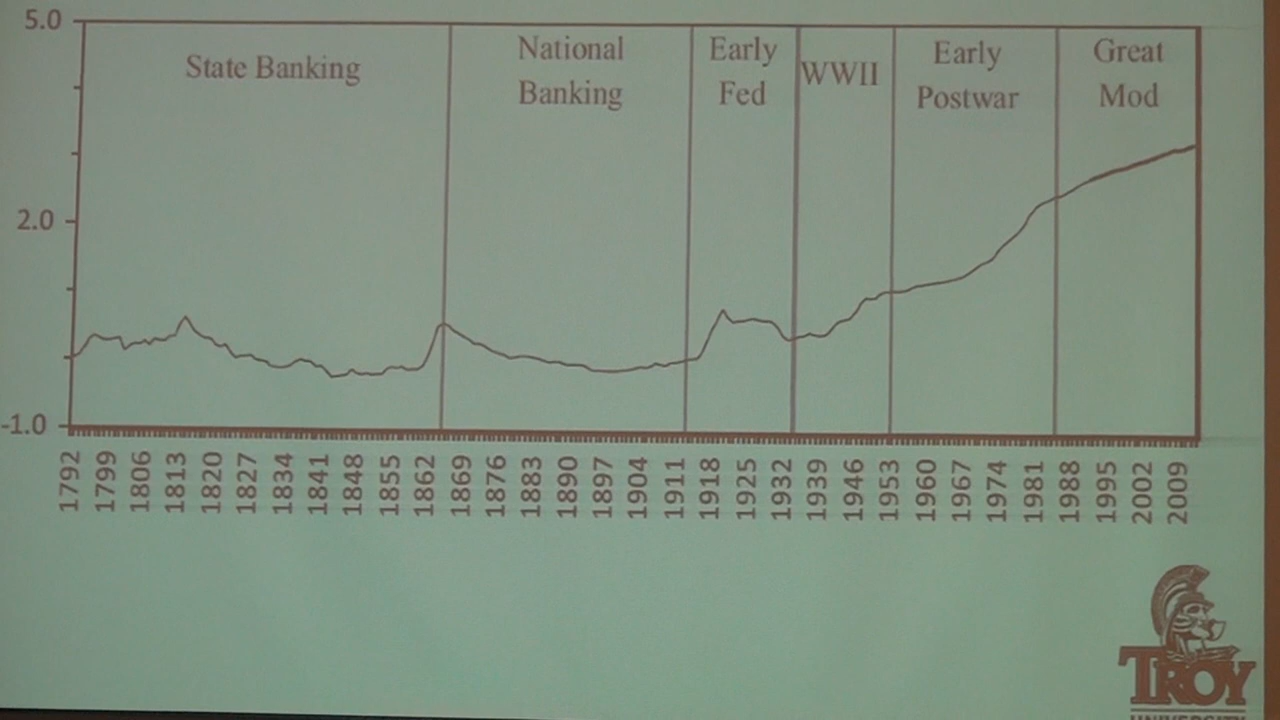 5.0
State Banking
National
Banking
Early
Fed
WWII
Early
Postwar
Great
Mod
2.0
-1.0
1792
1799
1806
1813
1820
1827
1834
1841
1848
1855
1862
1869
1876
1883
1890
1897
1904
1911
1918
1925
1932
1939
1946
1953
1960
1967
1974
1981
1988
1995
2002
2009
TROY
UNIVERSITY